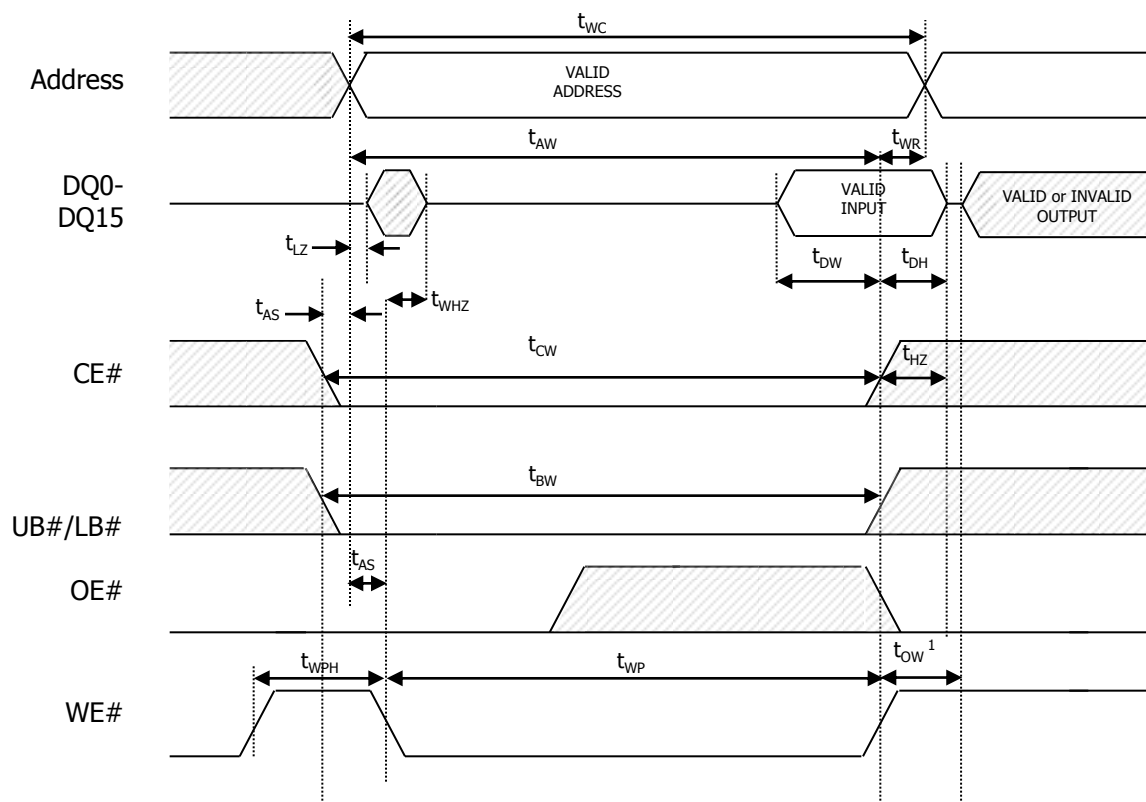 tWC
Address
VALID
ADDRESS
tAW
tWR
DQ0-
DQ15
VALID
INPUT
VALID or INVALID
OUTPUT
tLZ
tDW
tDH
tWHZ
tAS
tCW
tHZ
CE#
tBW
UB#/LB#
tAS
OE#
tWPH
tWP
tOW 1
WE#